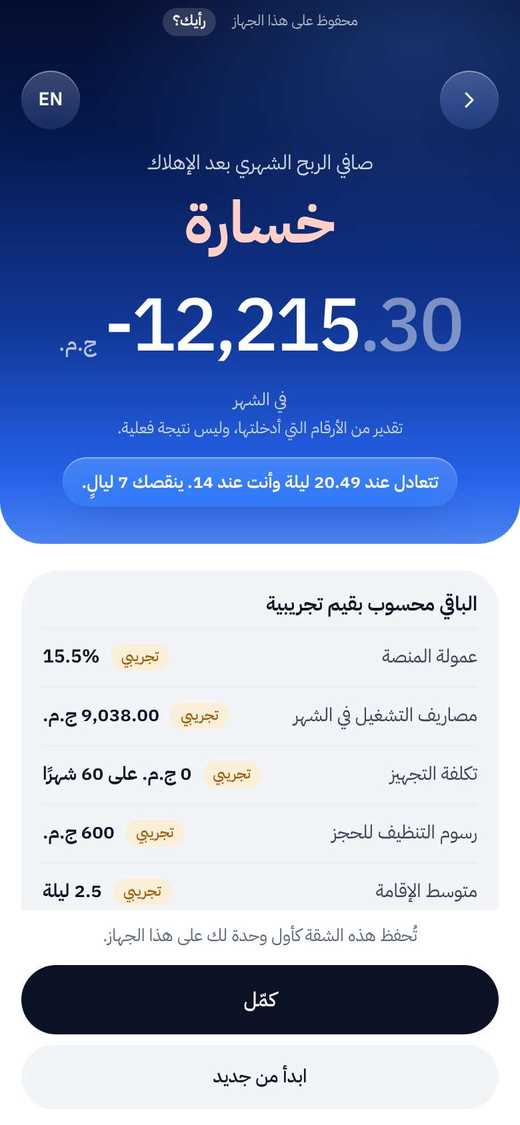 محفوظ على هذا الجهاز رأيك؟
EN
صافي الربح الشهري بعد الإهلاك
خسارة
-12,215.30 ج.م.
في الشهر
تقدير من الأرقام التي أدخلتها، وليس نتيجة فعلية.
تتعادل عند 20.49 ليلة وأنت عند 14. ينقصك 7 ليالٍ.
الباقي محسوب بقيم تجريبية
عمولة المنصة تجريبي 15.5%
مصاريف التشغيل في الشهر تجريبي 9,038.00 ج.م.
تكلفة التجهيز تجريبي 0 ج.م. على 60 شهرًا
رسوم التنظيف للحجز تجريبي 600 ج.م.
متوسط الإقامة تجريبي 2.5 ليلة
تُحفظ هذه الشقة كأول وحدة لك على هذا الجهاز.
كمّل
ابدأ من جديد